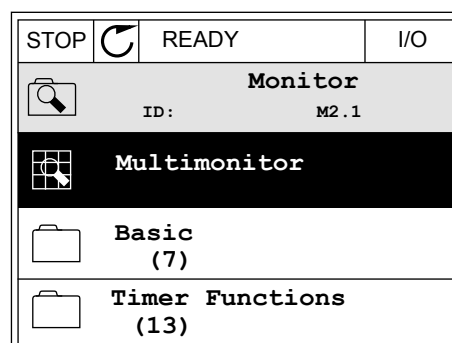 STOP READY I/O
Monitor
ID: M2.1
Multimonitor
Basic
(7)
Timer Functions
(13)